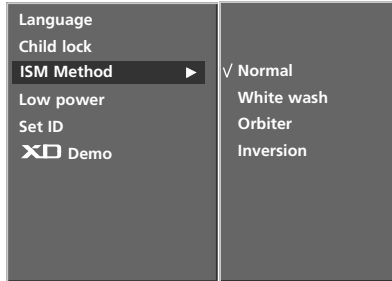 Language
Child lock
ISM Method ▶
Low power
Set ID
XD Demo
√ Normal
White wash
Orbiter
Inversion